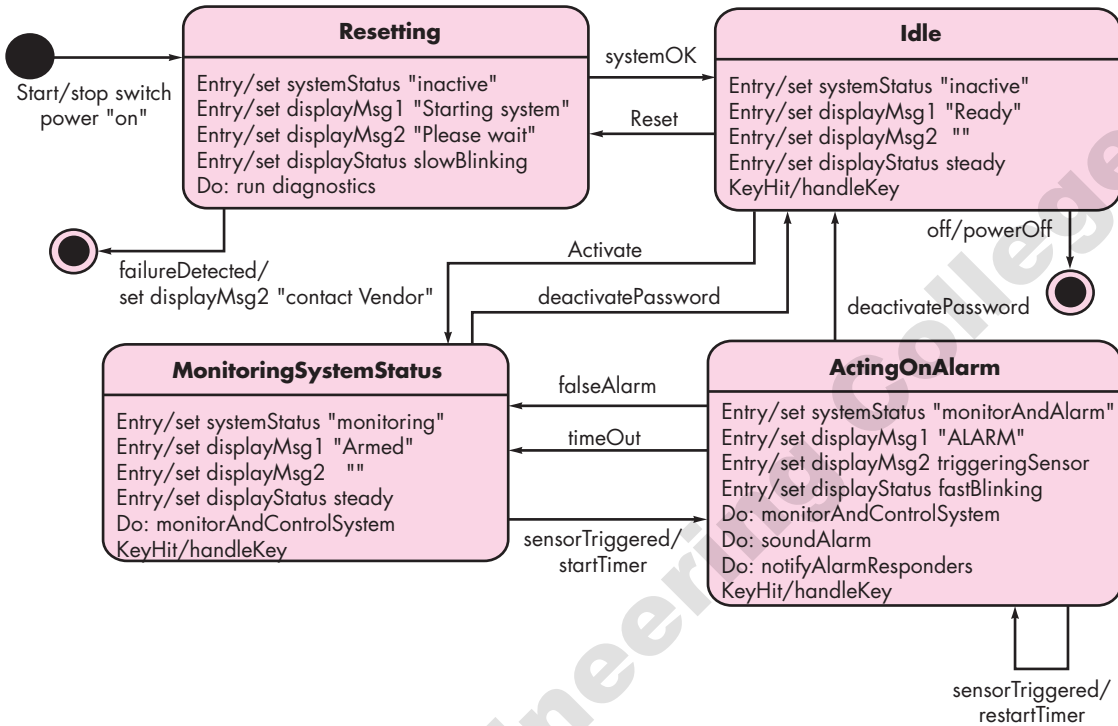 Resetting
Entry/set systemStatus "inactive"
Entry/set displayMsg1 "Starting system"
Entry/set displayMsg2 "Please wait"
Entry/set displayStatus slowBlinking
Do: run diagnostics
Start/stop switch
power "on"
systemOK
Reset
Idle
Entry/set systemStatus "inactive"
Entry/set displayMsg1 "Ready"
Entry/set displayMsg2 ""
Entry/set displayStatus steady
KeyHit/handleKey
failureDetected/
set displayMsg2 "contact Vendor"
Activate
deactivatePassword
off/powerOff
deactivatePassword
MonitoringSystemStatus
Entry/set systemStatus "monitoring"
Entry/set displayMsg1 "Armed"
Entry/set displayMsg2 ""
Entry/set displayStatus steady
Do: monitorAndControlSystem
KeyHit/handleKey
falseAlarm
timeOut
sensorTriggered/
startTimer
ActingOnAlarm
Entry/set systemStatus "monitorAndAlarm"
Entry/set displayMsg1 "ALARM"
Entry/set displayMsg2 triggeringSensor
Entry/set displayStatus fastBlinking
Do: monitorAndControlSystem
Do: soundAlarm
Do: notifyAlarmResponders
KeyHit/handleKey
sensorTriggered/
restartTimer
neering College